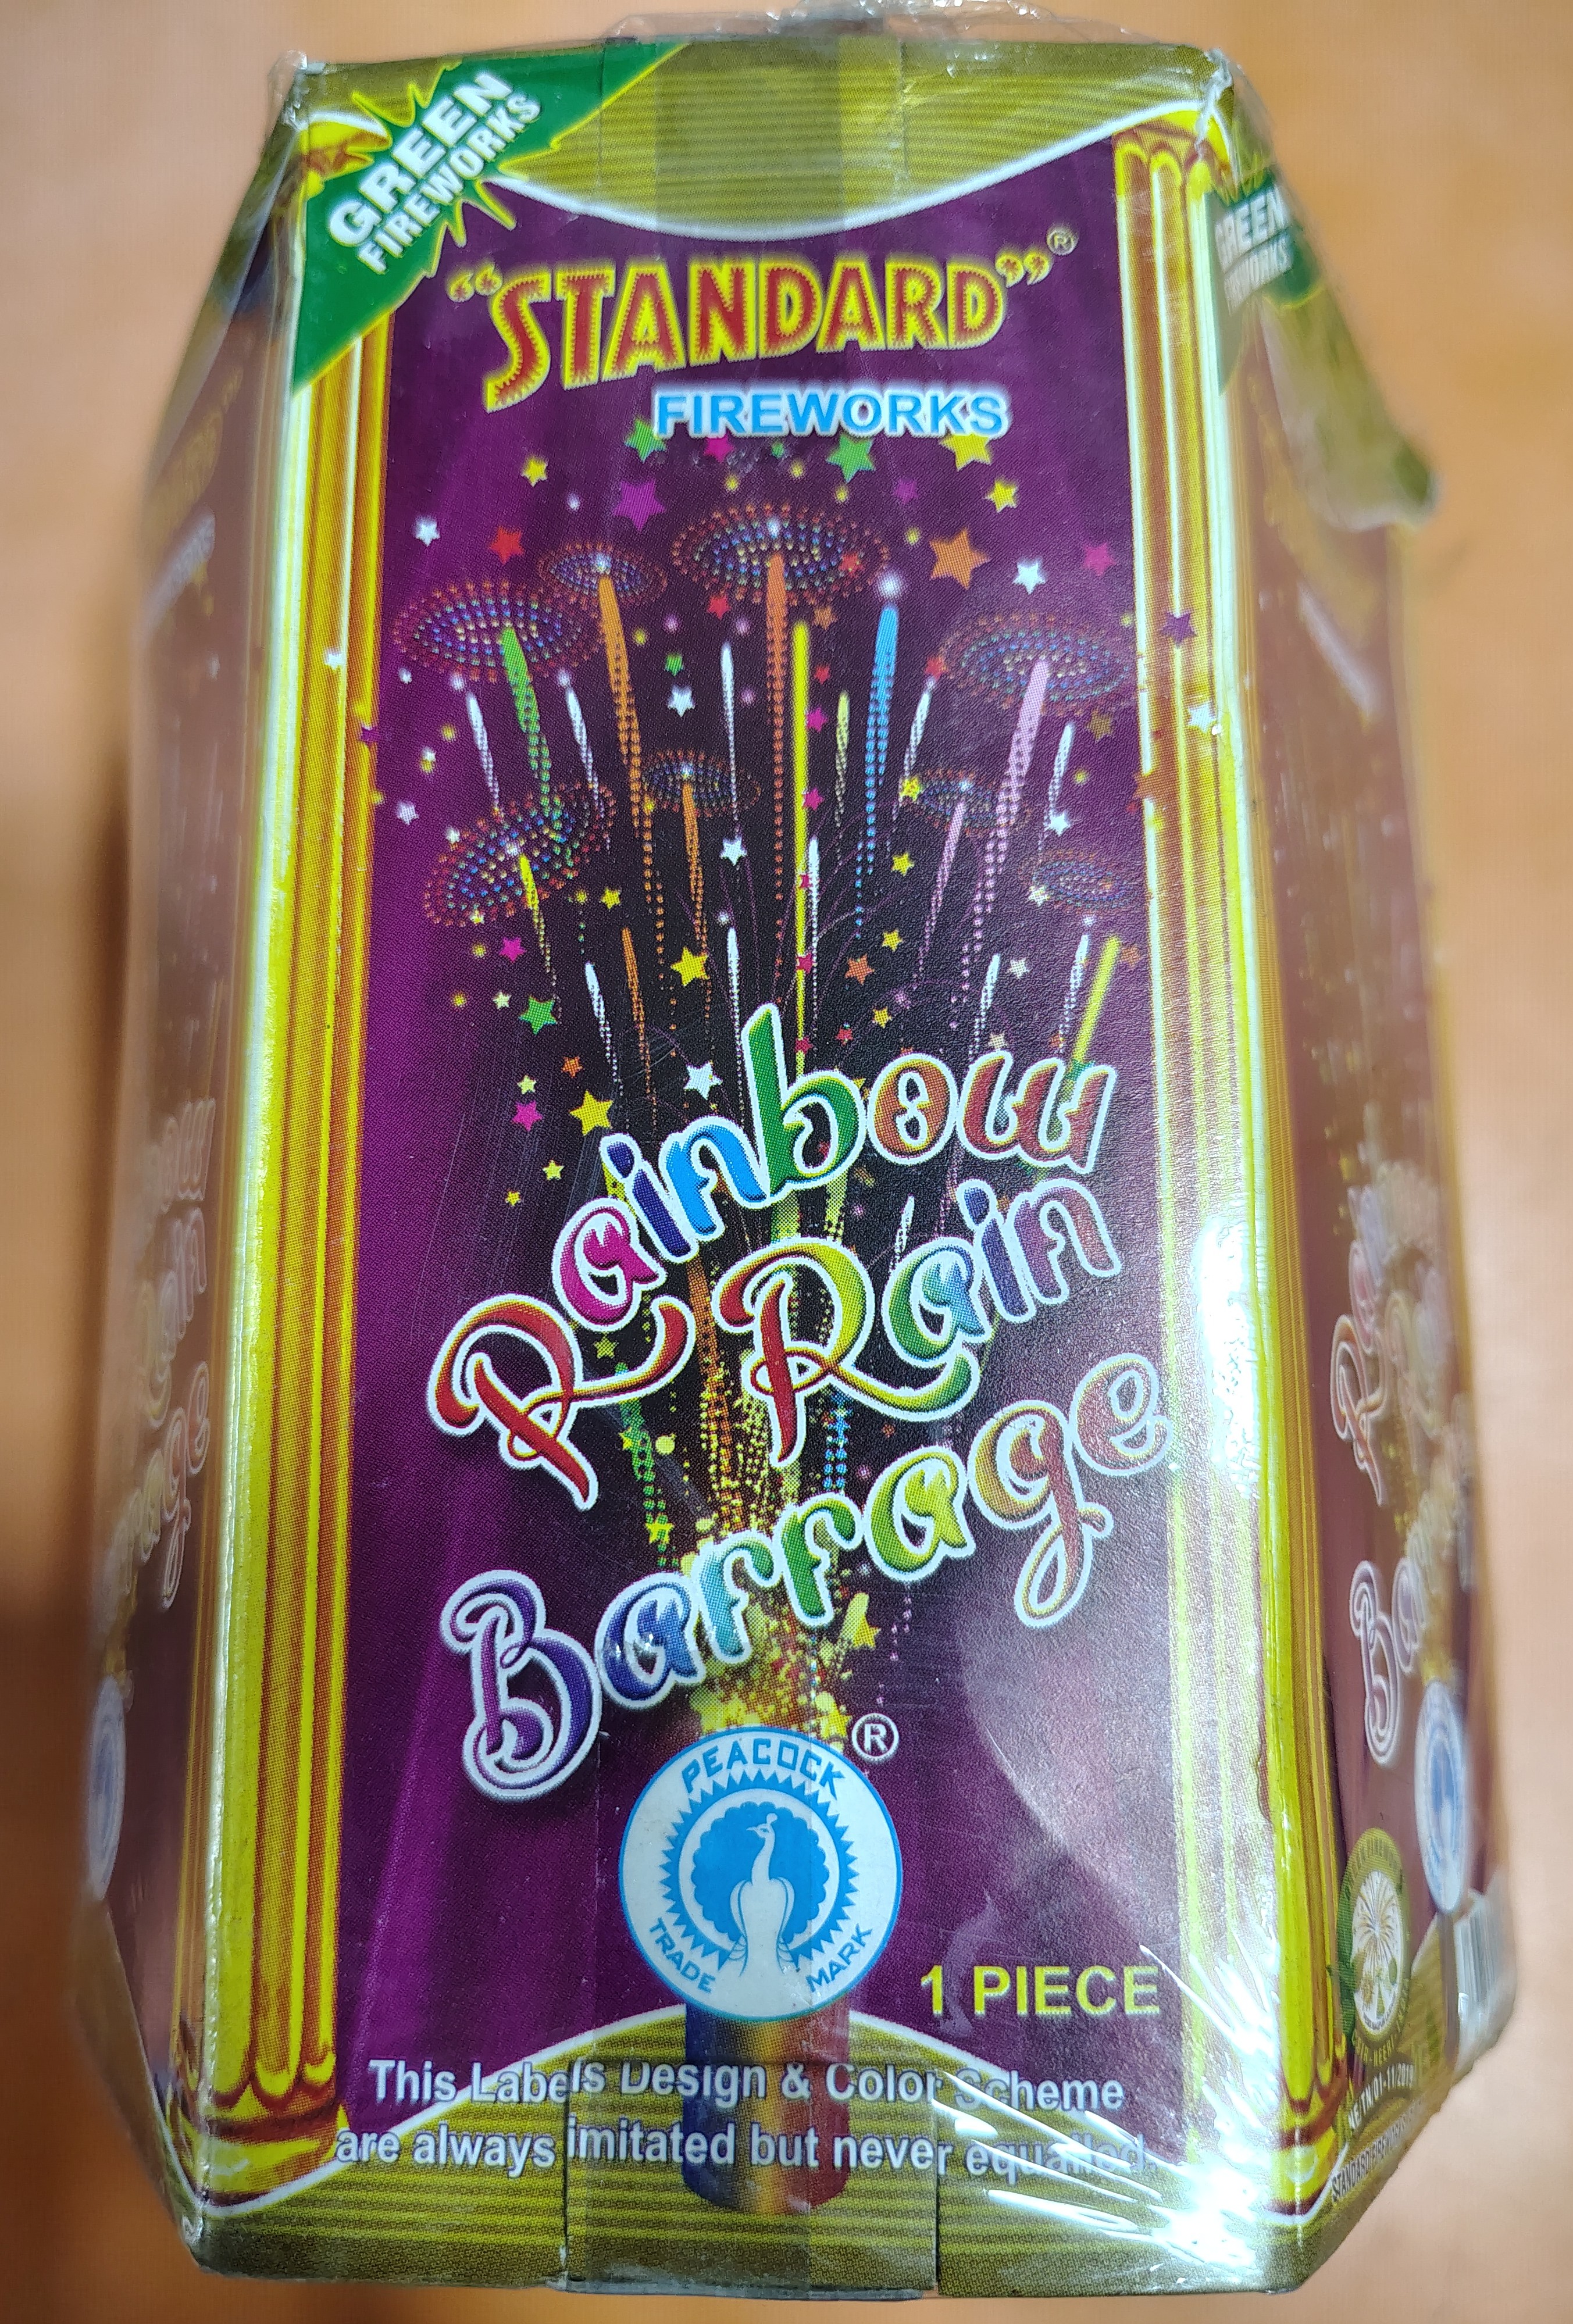 GREEN
FIREWORKS
“STANDARD”®
FIREWORKS
Rainbow
Rain
Barrage
®
PEACOCK
TRADE MARK
1 PIECE
This Labels Design & Color Scheme
are always imitated but never equalled.
GREEN